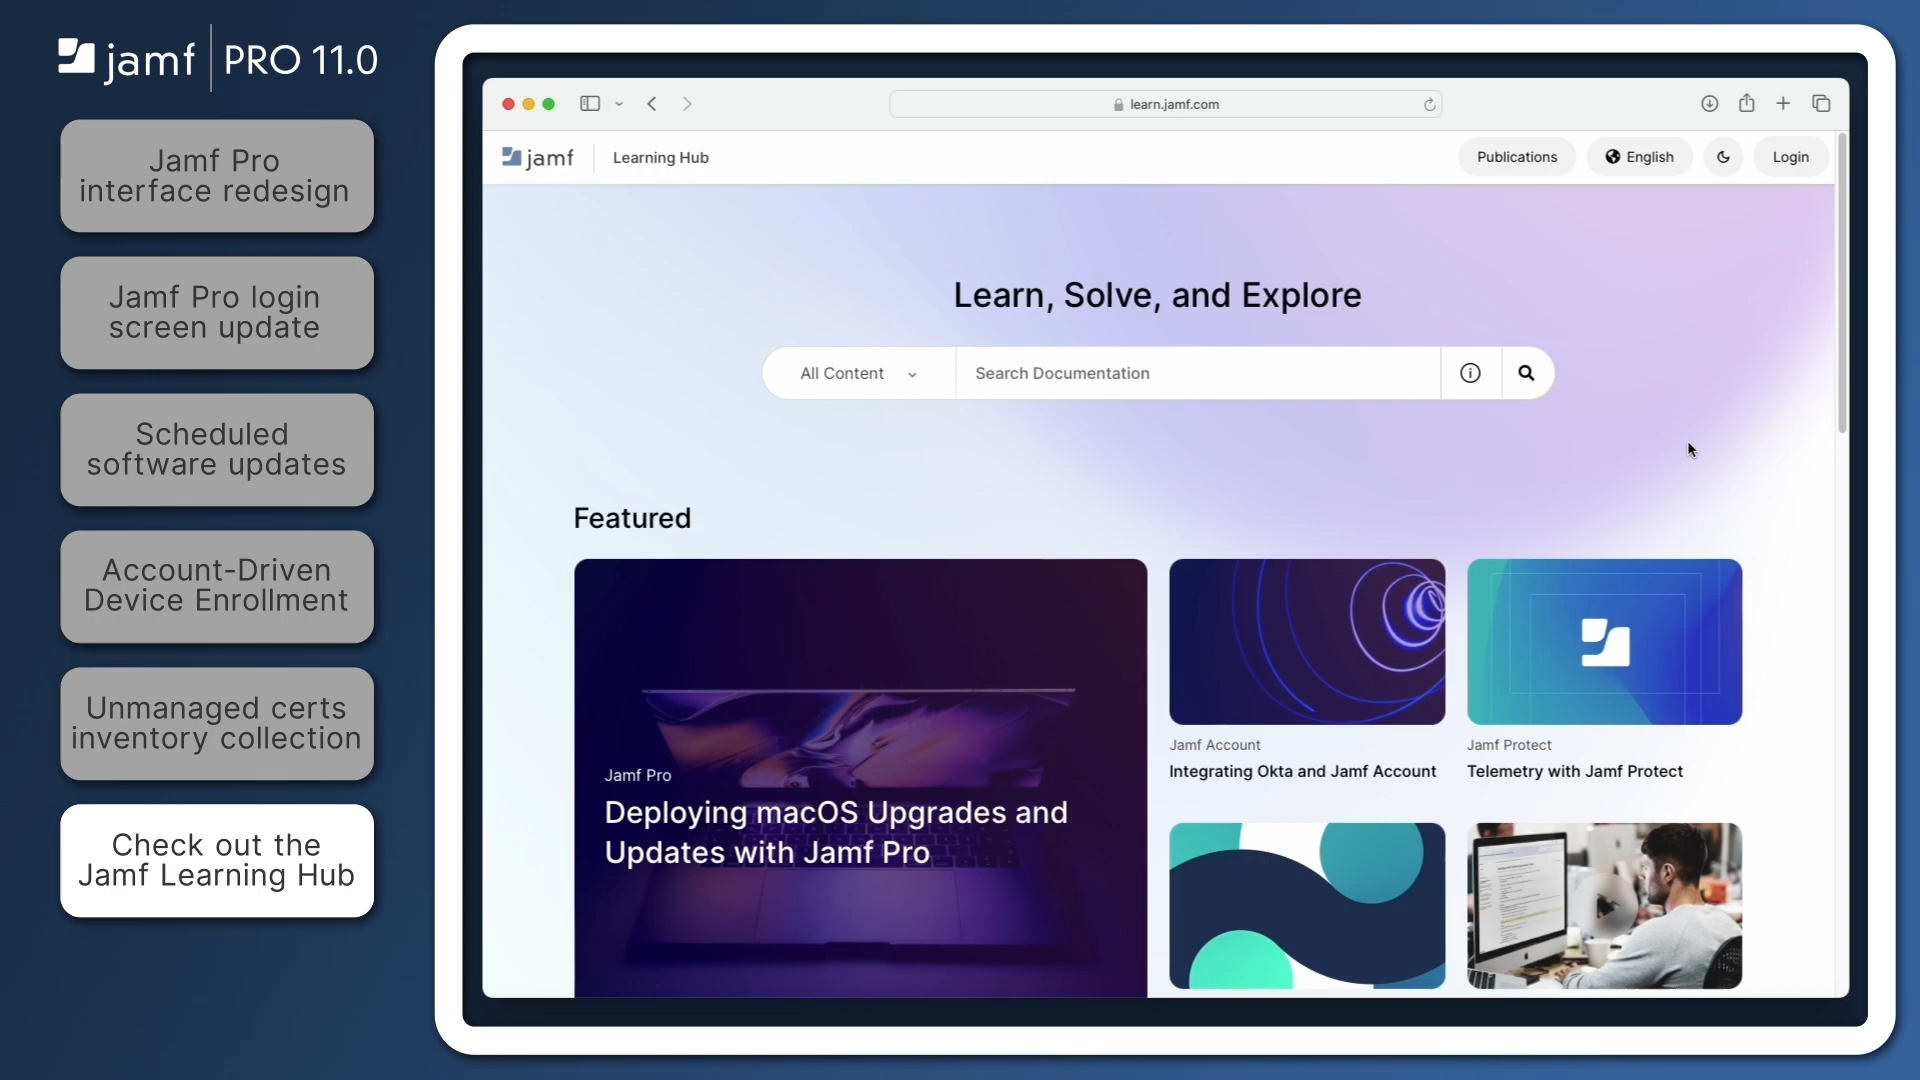 jamf PRO 11.0
Jamf Pro
interface redesign
Jamf Pro login
screen update
Scheduled
software updates
Account-Driven
Device Enrollment
Unmanaged certs
inventory collection
Check out the
Jamf Learning Hub
learn.jamf.com
jamf Learning Hub
Publications English Login
Learn, Solve, and Explore
All Content Search Documentation
Featured
Jamf Pro
Deploying macOS Upgrades and
Updates with Jamf Pro
Jamf Account
Integrating Okta and Jamf Account
Jamf Protect
Telemetry with Jamf Protect